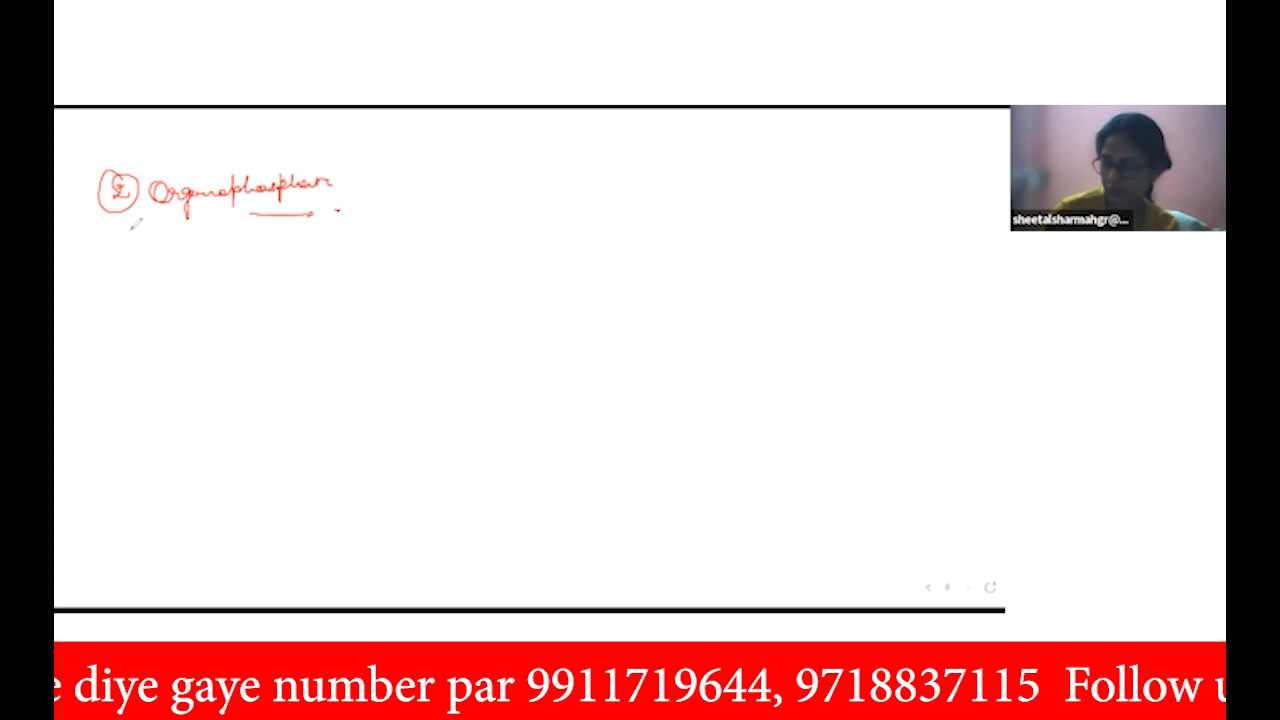 ② Organophosphate
sheetalsharmahgr@...
e diye gaye number par 9911719644, 9718837115 Follow u